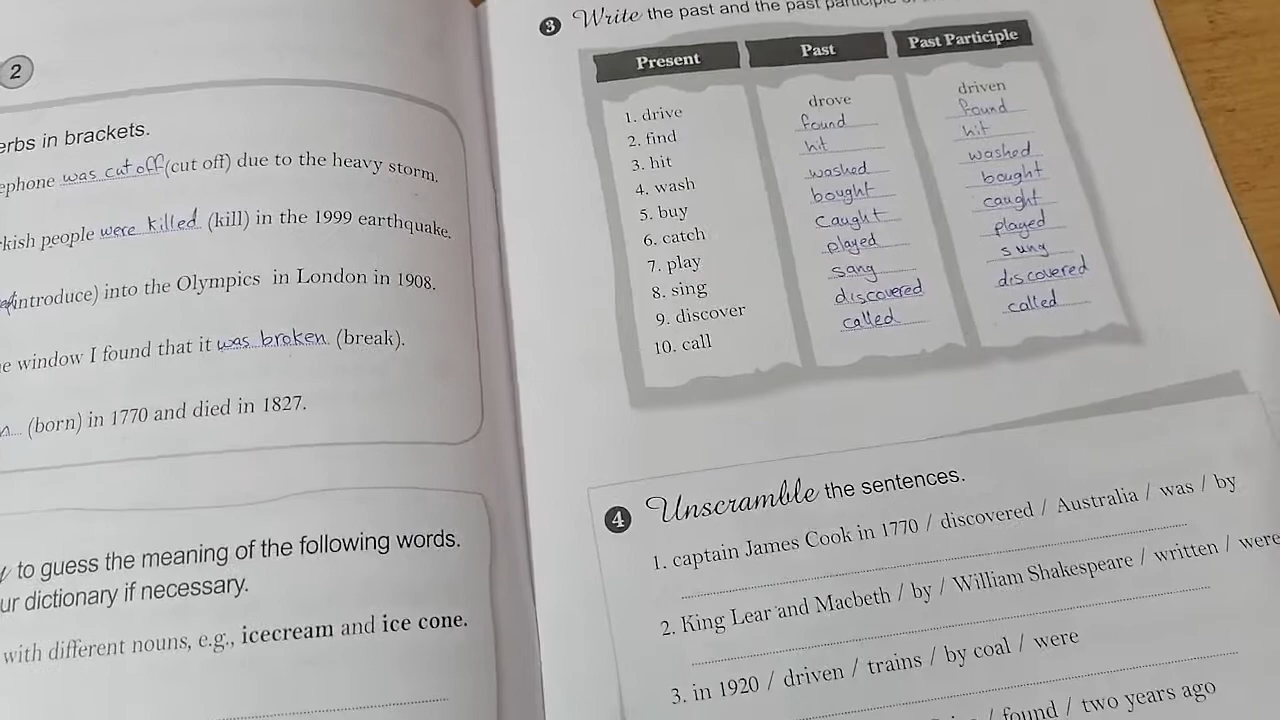 2
erbs in brackets.
ephone was cut off (cut off) due to the heavy storm.
kish people were killed (kill) in the 1999 earthquake.
introduce) into the Olympics in London in 1908.
e window I found that it was broken (break).
(born) in 1770 and died in 1827.
to guess the meaning of the following words.
ur dictionary if necessary.
with different nouns, e.g., icecream and ice cone.
3 Write the past and the past participle
Present Past Past Participle
1. drive drove driven
2. find found found
3. hit hit hit
4. wash washed washed
5. buy bought bought
6. catch caught caught
7. play played played
8. sing sang sung
9. discover discovered discovered
10. call called called
4 Unscramble the sentences.
1. captain James Cook in 1770 / discovered / Australia / was / by
2. King Lear and Macbeth / by / William Shakespeare / written / were
3. in 1920 / driven / trains / by coal / were
/ found / two years ago